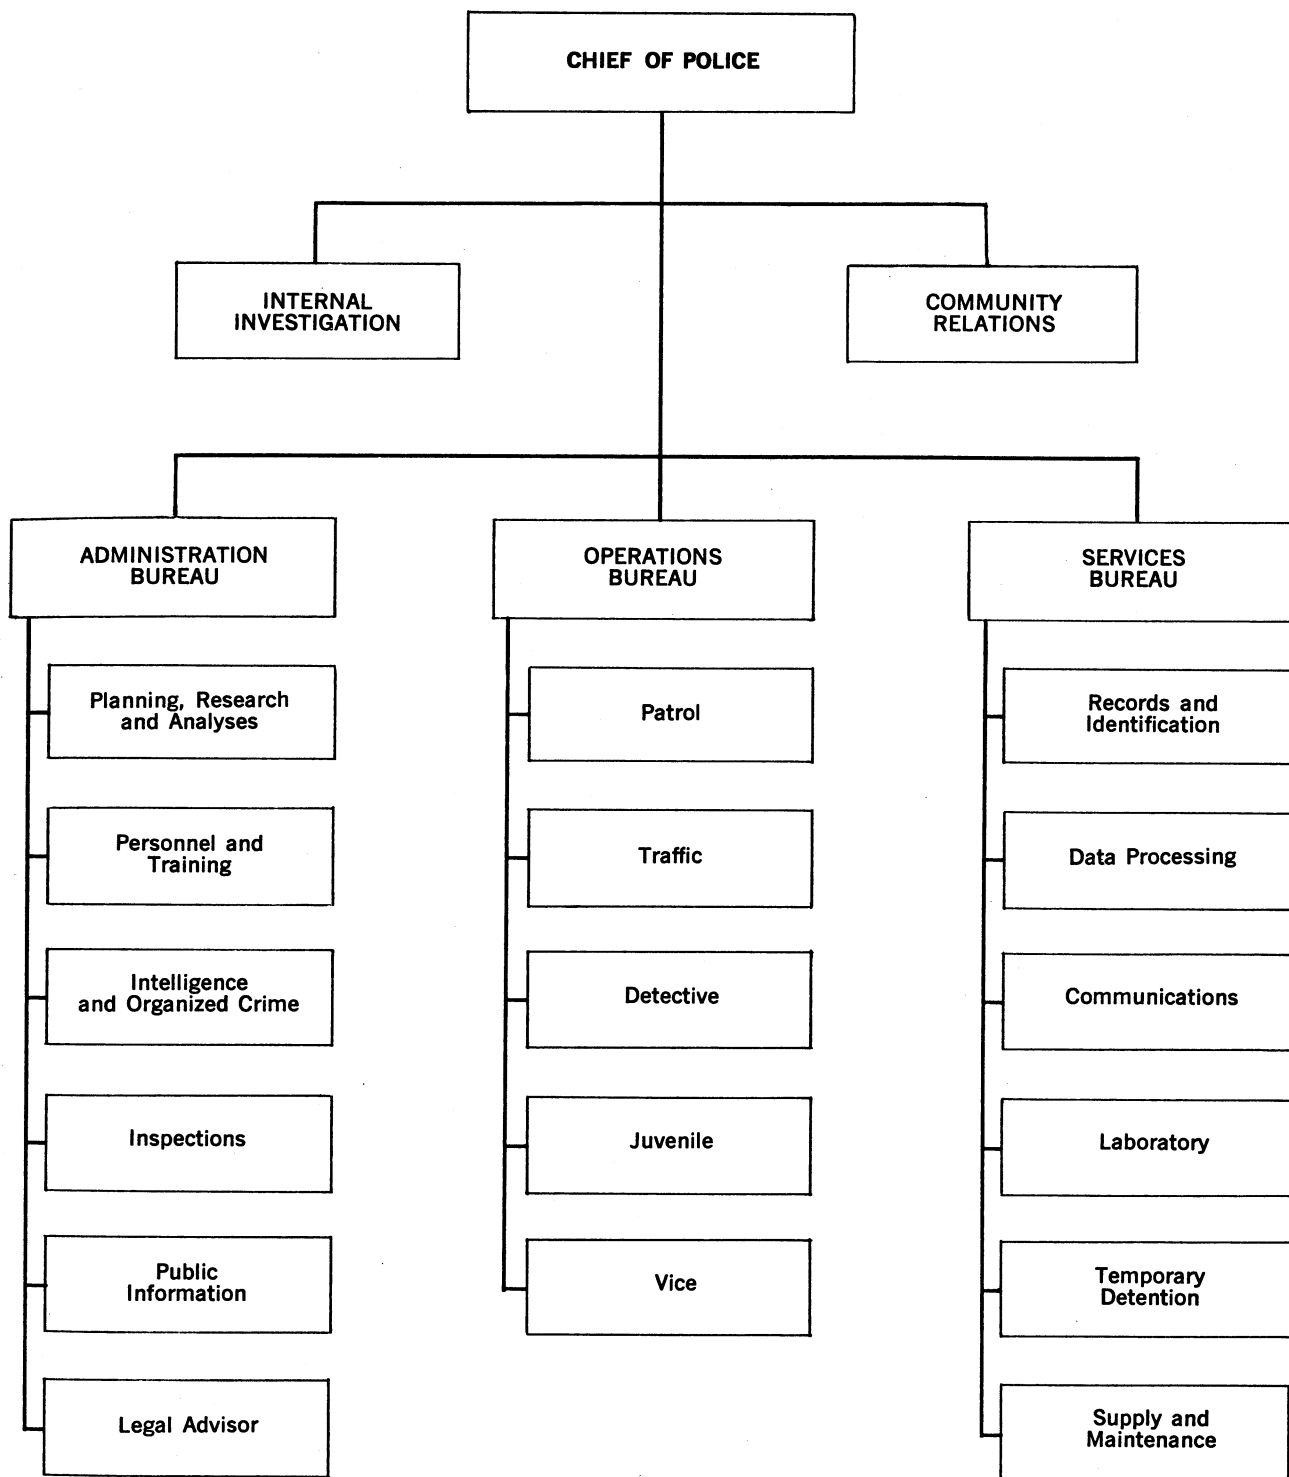 CHIEF OF POLICE
INTERNAL
INVESTIGATION
COMMUNITY
RELATIONS
ADMINISTRATION
BUREAU
OPERATIONS
BUREAU
SERVICES
BUREAU
Planning, Research
and Analyses
Personnel and
Training
Intelligence
and Organized Crime
Inspections
Public
Information
Legal Advisor
Patrol
Traffic
Detective
Juvenile
Vice
Records and
Identification
Data Processing
Communications
Laboratory
Temporary
Detention
Supply and
Maintenance